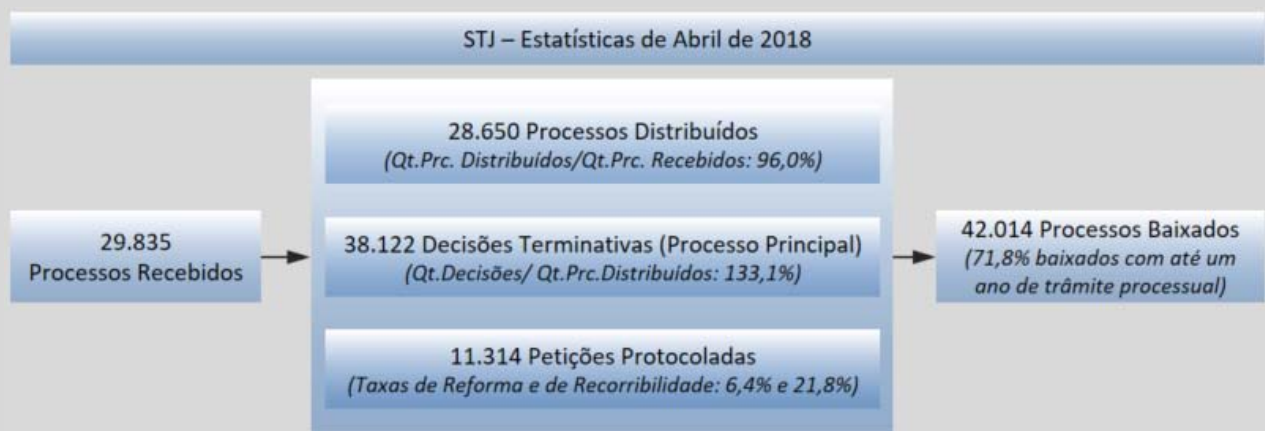 STJ – Estatísticas de Abril de 2018
29.835
Processos Recebidos
28.650 Processos Distribuídos
(Qt.Prc. Distribuídos/Qt.Prc. Recebidos: 96,0%)
38.122 Decisões Terminativas (Processo Principal)
(Qt.Decisões/ Qt.Prc.Distribuídos: 133,1%)
11.314 Petições Protocoladas
(Taxas de Reforma e de Recorribilidade: 6,4% e 21,8%)
42.014 Processos Baixados
(71,8% baixados com até um
ano de trâmite processual)